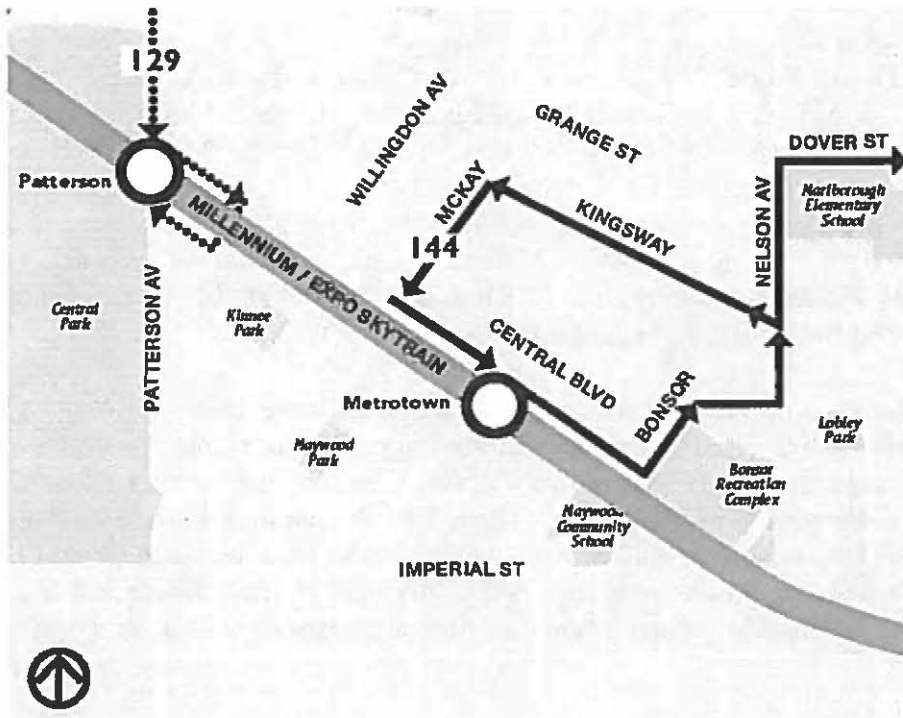 129
Patterson
WILLINGDON AV
GRANGE ST
DOVER ST
Marlborough
Elementary
School
MCKAY
KINGSWAY
NELSON AV
144
MILLENNIUM / EXPO SKYTRAIN
PATTERSON AV
Central
Park
Kinnee
Park
CENTRAL BLVD
Metrotown
BONSOR
Lobley
Park
Maywood
Park
Bonsor
Recreation
Complex
Maywood
Community
School
IMPERIAL ST